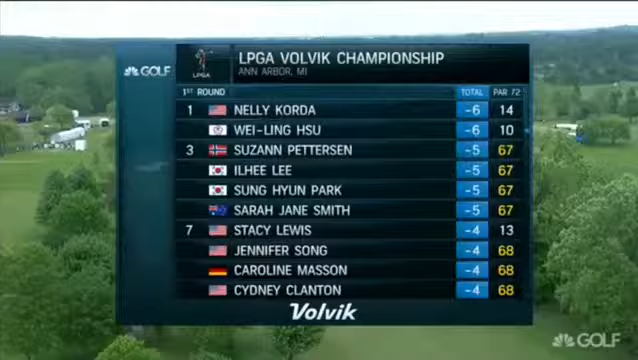 GOLF
LPGA
LPGA VOLVIK CHAMPIONSHIP
ANN ARBOR, MI
1ST ROUND TOTAL PAR 72
1 NELLY KORDA -6 14
WEI-LING HSU -6 10
3 SUZANN PETTERSEN -5 67
ILHEE LEE -5 67
SUNG HYUN PARK -5 67
SARAH JANE SMITH -5 67
7 STACY LEWIS -4 13
JENNIFER SONG -4 68
CAROLINE MASSON -4 68
CYDNEY CLANTON -4 68
Volvik
GOLF